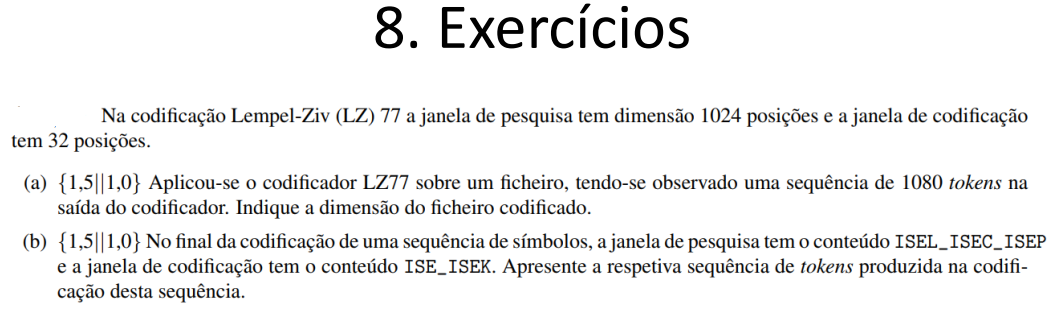 8. Exercícios
Na codificação Lempel-Ziv (LZ) 77 a janela de pesquisa tem dimensão 1024 posições e a janela de codificação
tem 32 posições.
(a) {1,5||1,0} Aplicou-se o codificador LZ77 sobre um ficheiro, tendo-se observado uma sequência de 1080 tokens na
saída do codificador. Indique a dimensão do ficheiro codificado.
(b) {1,5||1,0} No final da codificação de uma sequência de símbolos, a janela de pesquisa tem o conteúdo ISEL_ISEC_ISEP
e a janela de codificação tem o conteúdo ISE_ISEK. Apresente a respetiva sequência de tokens produzida na codifi-
cação desta sequência.